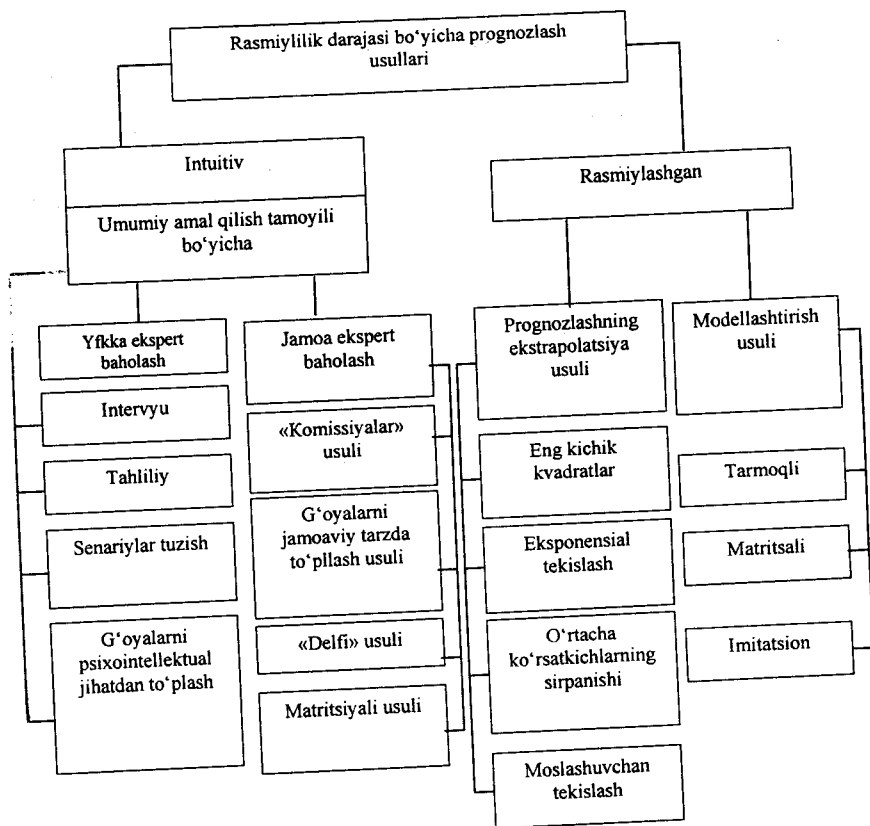 Rasmiylilik darajasi bo‘yicha prognozlash
usullari
Intuitiv
Umumiy amal qilish tamoyili
bo‘yicha
Rasmiylashgan
Yfkka ekspert
baholash
Intervyu
Tahliliy
Senariylar tuzish
G‘oyalarni
psixointellektual
jihatdan to‘plash
Jamoa ekspert
baholash
«Komissiyalar»
usuli
G‘oyalarni
jamoaviy tarzda
to‘pllash usuli
«Delfi» usuli
Matritsiyali usuli
Prognozlashning
ekstrapolatsiya
usuli
Eng kichik
kvadratlar
Eksponensial
tekislash
O‘rtacha
ko‘rsatkichlarning
sirpanishi
Moslashuvchan
tekislash
Modellashtirish
usuli
Tarmoqli
Matritsali
Imitatsion